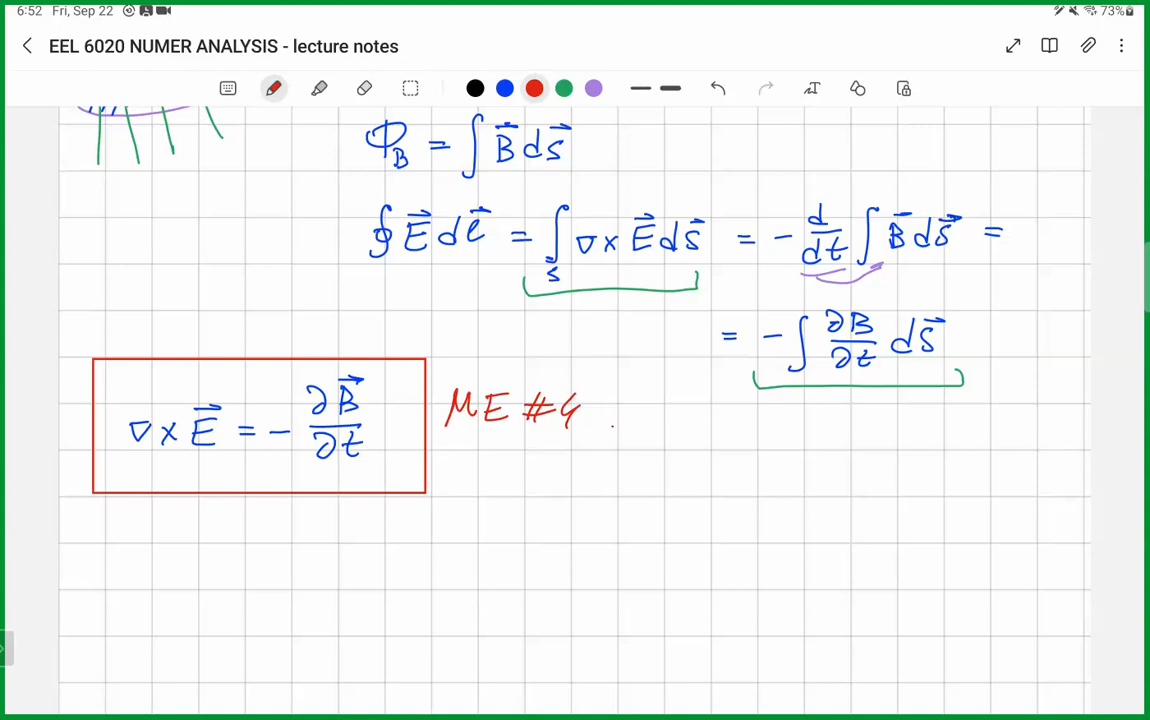 6:52 Fri, Sep 22
73%
EEL 6020 NUMER ANALYSIS - lecture notes
Φ_B = ∫ B⃗ ds⃗
∮ E⃗ dℓ⃗ = ∫_S ∇ × E⃗ ds⃗ = - d/dt ∫ B⃗ ds⃗ =
= - ∫ ∂B/∂t ds⃗
∇ × E⃗ = - ∂B⃗/∂t
ME #4